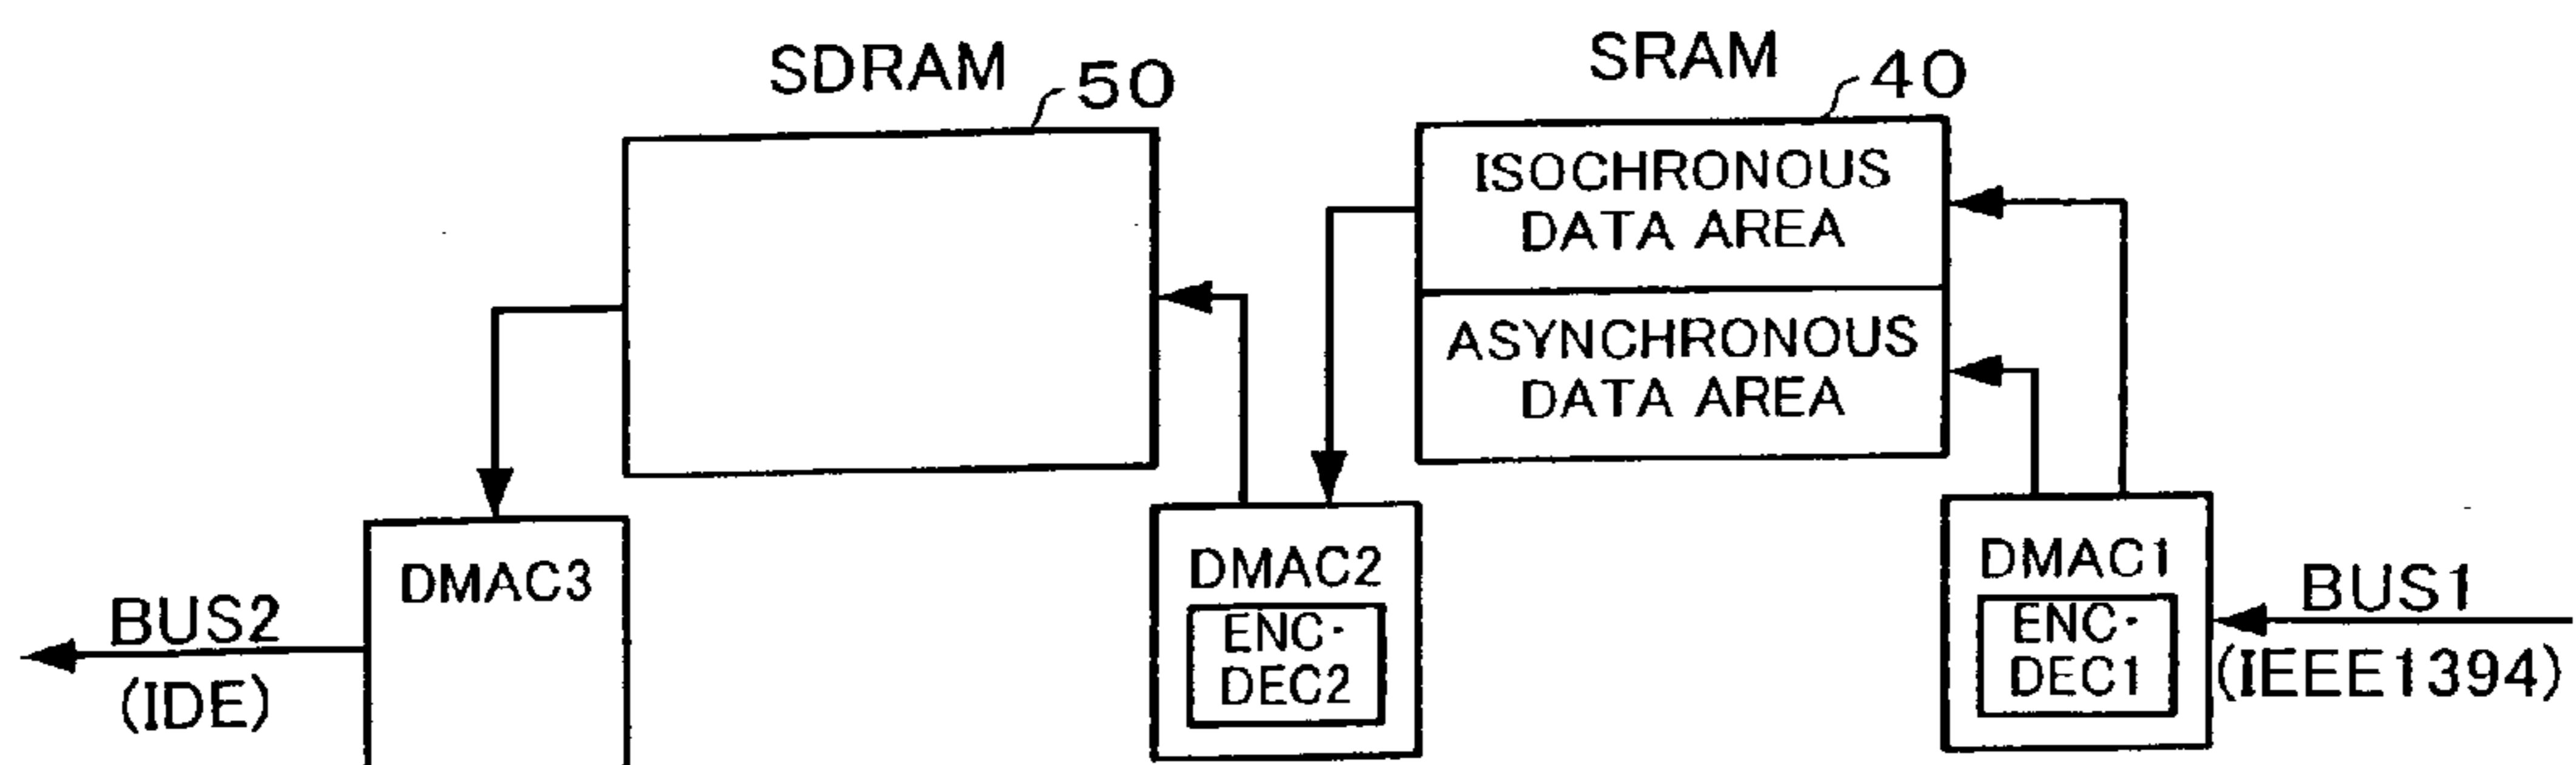 SDRAM
50
SRAM
40
ISOCHRONOUS
DATA AREA
ASYNCHRONOUS
DATA AREA
DMAC3
BUS2
(IDE)
DMAC2
ENC·
DEC2
DMAC1
ENC·
DEC1
BUS1
(IEEE1394)